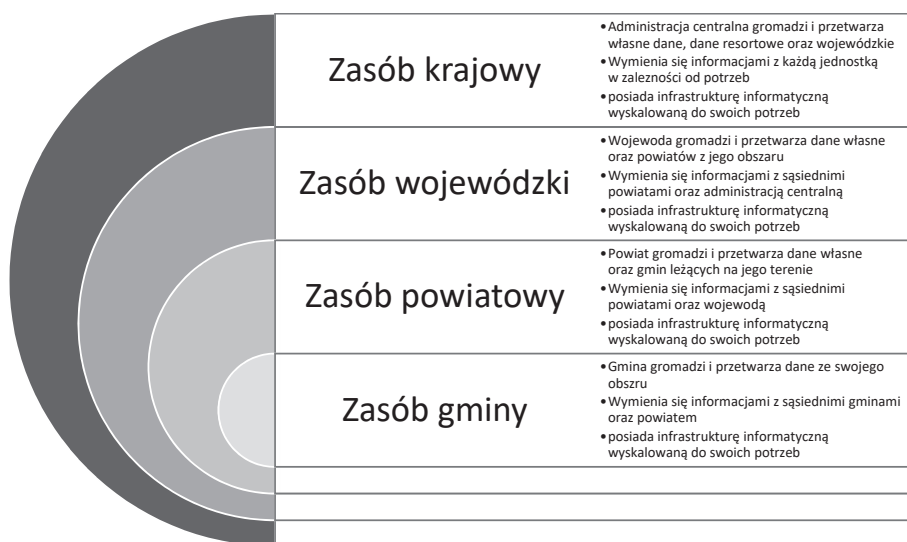 Zasób krajowy
•Administracja centralna gromadzi i przetwarza
własne dane, dane resortowe oraz wojewódzkie
•Wymienia się informacjami z każdą jednostką
w zalezności od potrzeb
•posiada infrastrukturę informatyczną
wyskalowaną do swoich potrzeb
Zasób wojewódzki
•Wojewoda gromadzi i przetwarza dane własne
oraz powiatów z jego obszaru
•Wymienia się informacjami z sąsiednimi
powiatami oraz administracją centralną
•posiada infrastrukturę informatyczną
wyskalowaną do swoich potrzeb
Zasób powiatowy
•Powiat gromadzi i przetwarza dane własne
oraz gmin leżących na jego terenie
•Wymienia się informacjami z sąsiednimi
powiatami oraz wojewodą
•posiada infrastrukturę informatyczną
wyskalowaną do swoich potrzeb
Zasób gminy
•Gmina gromadzi i przetwarza dane ze swojego
obszru
•Wymienia się informacjami z sąsiednimi gminami
oraz powiatem
•posiada infrastrukturę informatyczną
wyskalowaną do swoich potrzeb